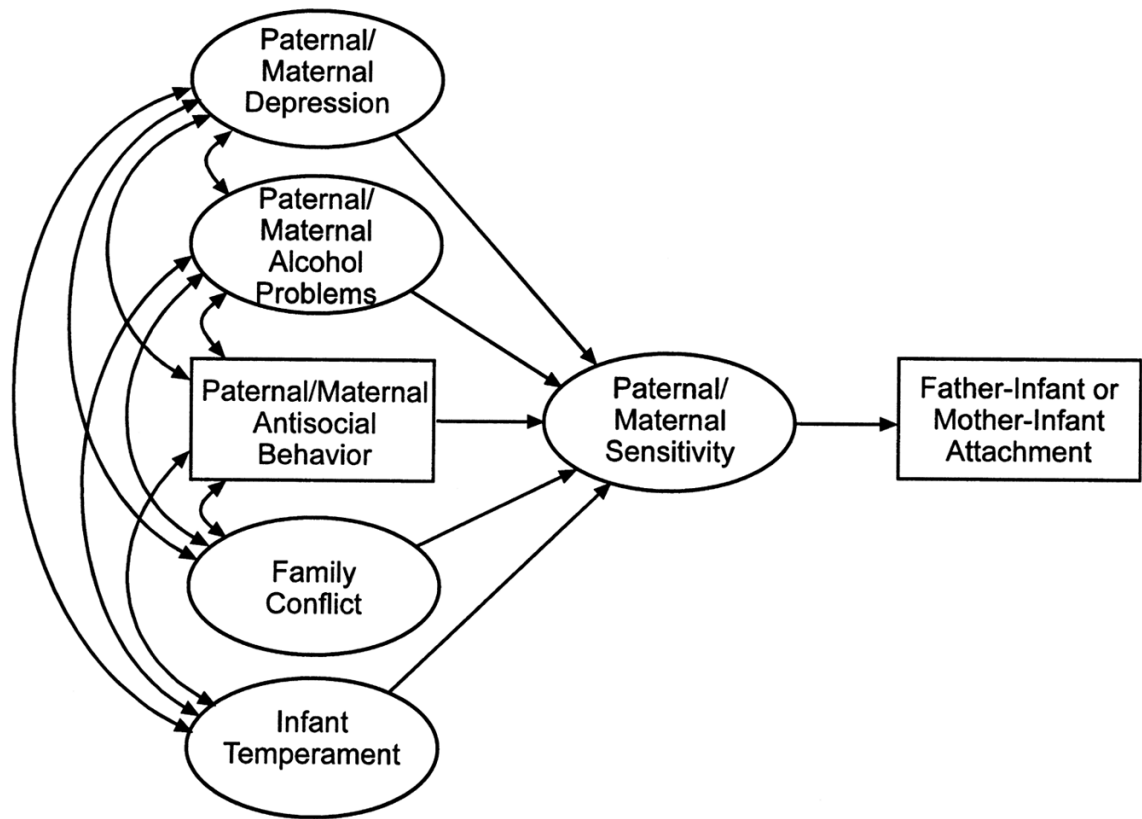 Paternal/
Maternal
Depression
Paternal/
Maternal
Alcohol
Problems
Paternal/Maternal
Antisocial
Behavior
Family
Conflict
Infant
Temperament
Paternal/
Maternal
Sensitivity
Father-Infant or
Mother-Infant
Attachment